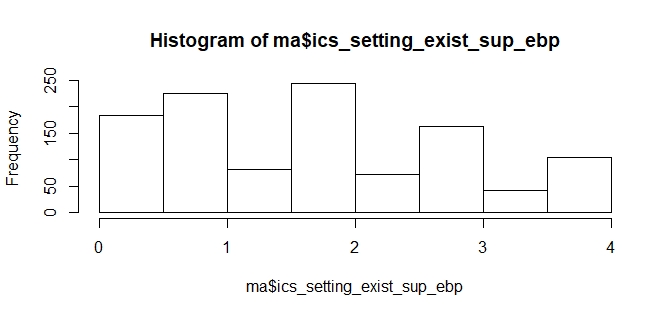 Histogram of ma$ics_setting_exist_sup_ebp
Frequency
250
150
50
0
0 1 2 3 4
ma$ics_setting_exist_sup_ebp